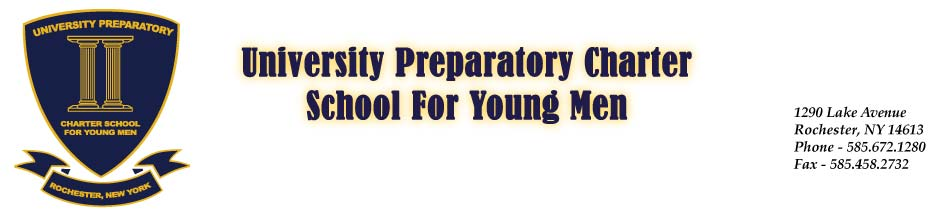 UNIVERSITY PREPARATORY
CHARTER SCHOOL
FOR YOUNG MEN
ROCHESTER, NEW YORK
University Preparatory Charter
School For Young Men
1290 Lake Avenue
Rochester, NY 14613
Phone - 585.672.1280
Fax - 585.458.2732